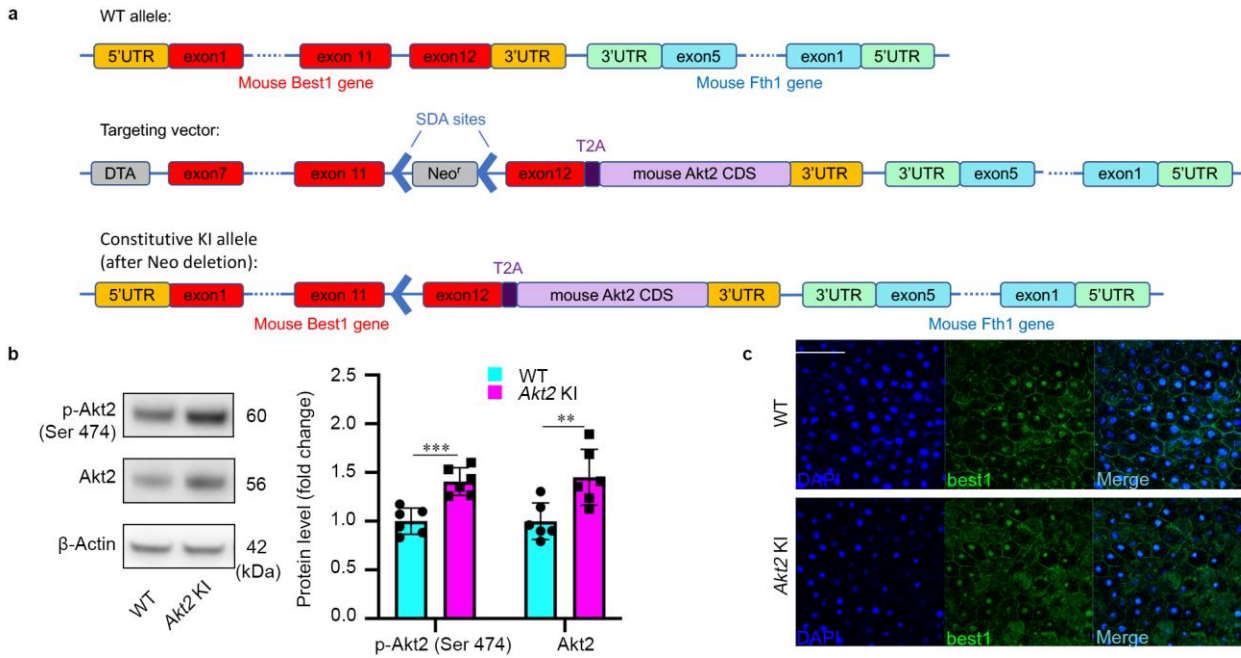 a
WT allele:
5'UTR exon1 exon 11 exon12 3'UTR 3'UTR exon5 exon1 5'UTR
Mouse Best1 gene Mouse Fth1 gene
Targeting vector:
SDA sites
T2A
DTA exon7 exon 11 Neoʳ exon12 mouse Akt2 CDS 3'UTR 3'UTR exon5 exon1 5'UTR
Constitutive KI allele
(after Neo deletion):
T2A
5'UTR exon1 exon 11 exon12 mouse Akt2 CDS 3'UTR 3'UTR exon5 exon1 5'UTR
Mouse Best1 gene Mouse Fth1 gene
b
p-Akt2
(Ser 474)
60
Akt2
56
β-Actin
42
(kDa)
WT
Akt2 KI
Protein level (fold change)
2.5
2.0
1.5
1.0
0.5
0.0
WT
Akt2 KI
***
**
p-Akt2 (Ser 474)
Akt2
c
WT
DAPI best1 Merge
Akt2 KI
DAPI best1 Merge